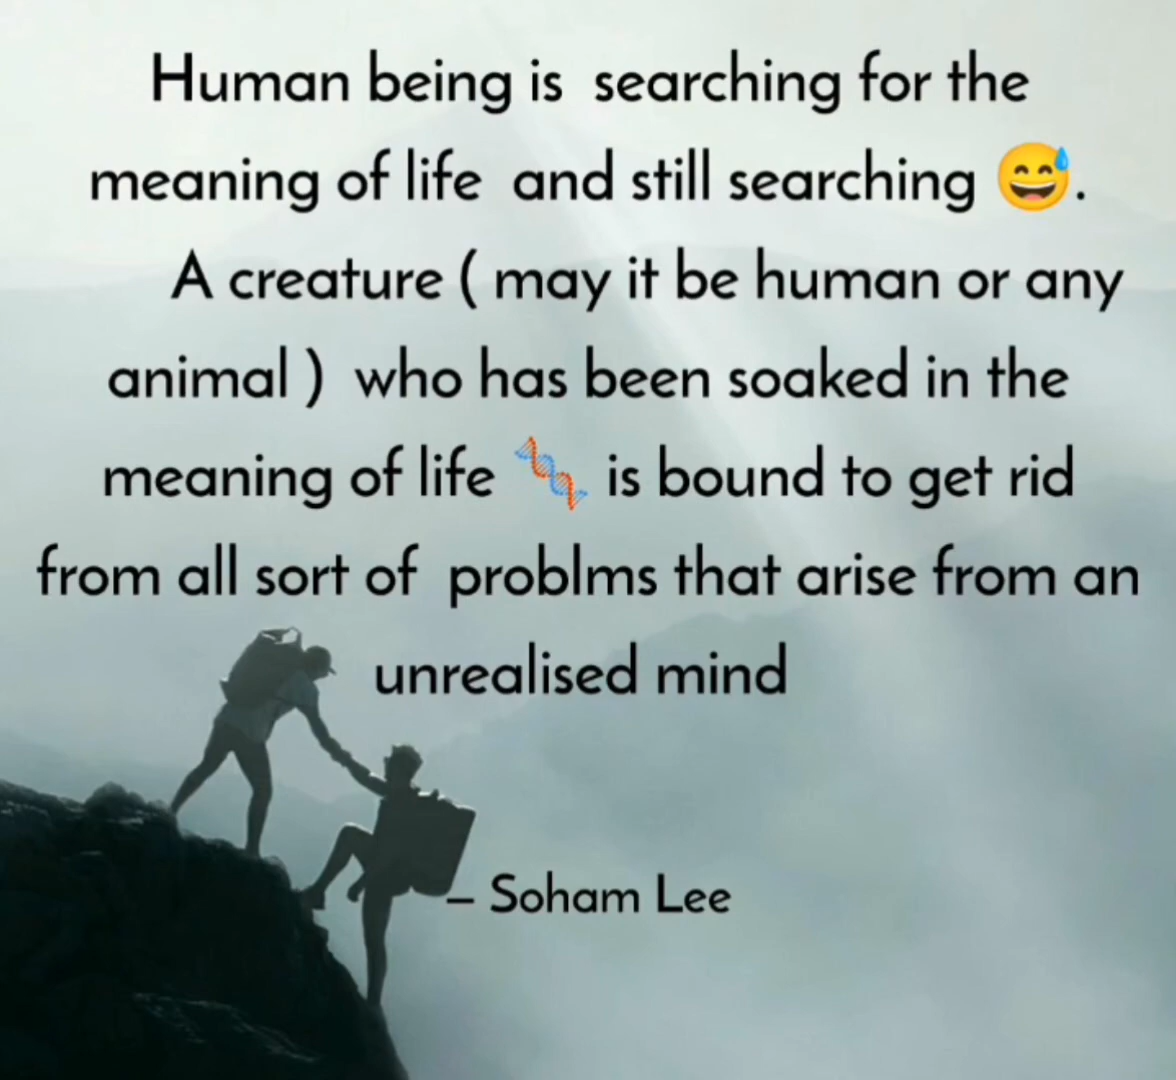 Human being is searching for the
meaning of life and still searching 😅.
A creature ( may it be human or any
animal ) who has been soaked in the
meaning of life 🧬 is bound to get rid
from all sort of problms that arise from an
unrealised mind
– Soham Lee